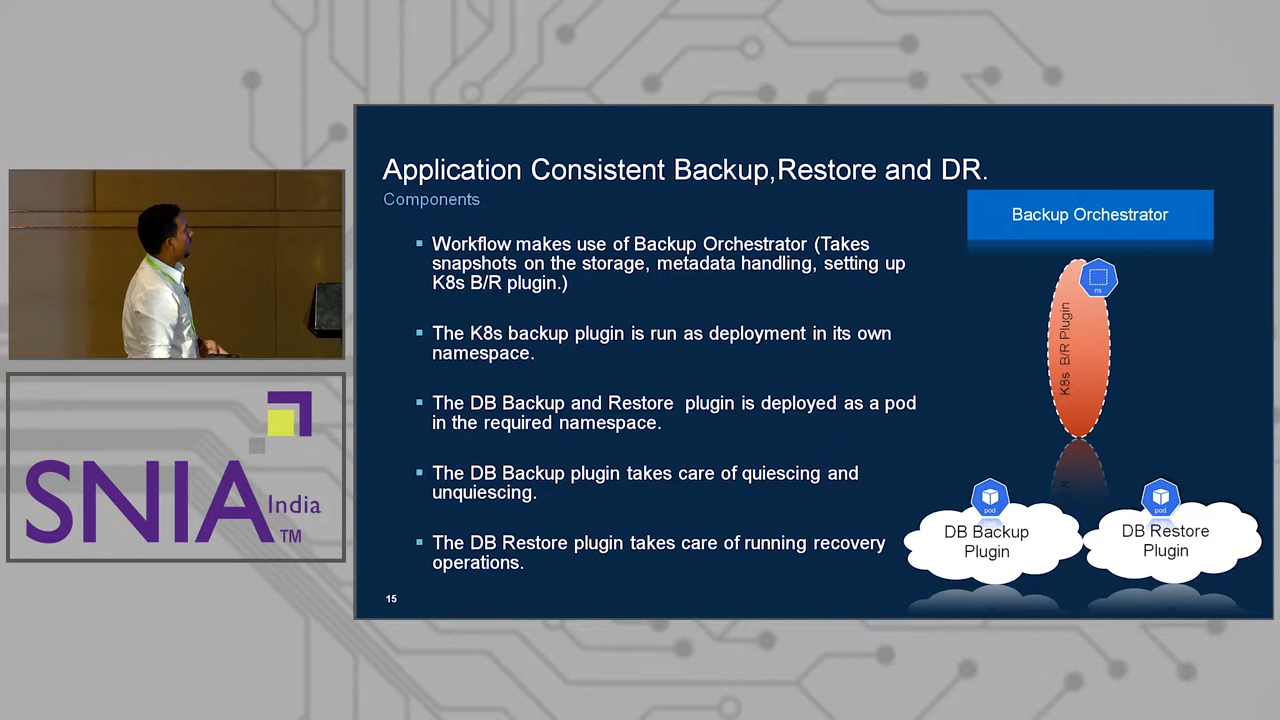 Application Consistent Backup,Restore and DR.
Components
Workflow makes use of Backup Orchestrator (Takes
snapshots on the storage, metadata handling, setting up
K8s B/R plugin.)
The K8s backup plugin is run as deployment in its own
namespace.
The DB Backup and Restore plugin is deployed as a pod
in the required namespace.
The DB Backup plugin takes care of quiescing and
unquiescing.
The DB Restore plugin takes care of running recovery
operations.
15
Backup Orchestrator
ns
K8s B/R Plugin
pod
DB Backup
Plugin
pod
DB Restore
Plugin
SNIA India
TM